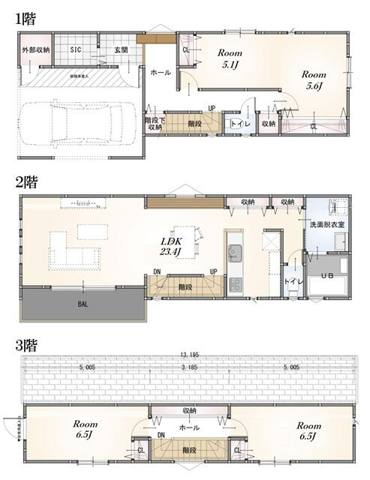 1階
外部収納
SIC
玄関
ホール
CL
Room
5.1J
Room
5.6J
階段下
収納
UP
階段
トイレ
収納
CL
2階
収納
収納
洗面脱衣室
LDK
23.4J
DN
UP
階段
トイレ
UB
BAL
3階
13,195
5,005
3,185
5,005
収納
Room
6.5J
ホール
Room
6.5J
DN
CL
階段
CL